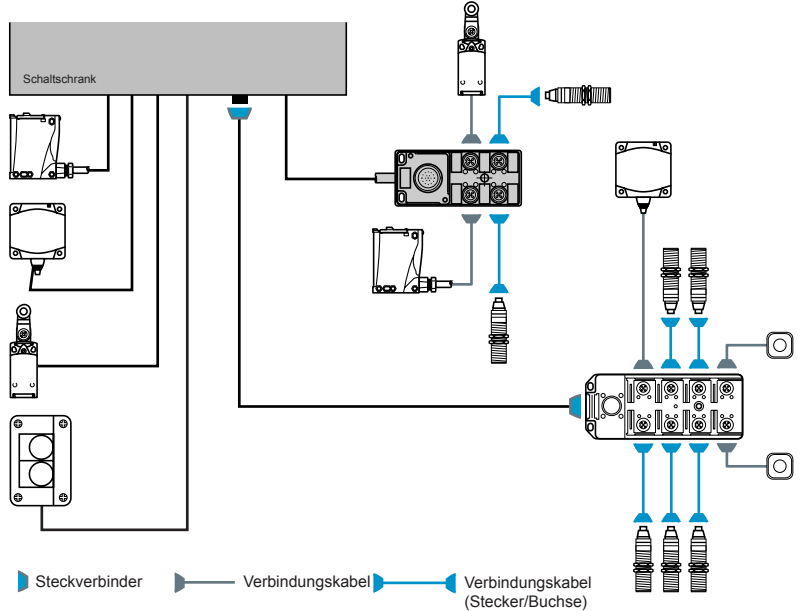 Schaltschrank
Steckverbinder
Verbindungskabel
Verbindungskabel
(Stecker/Buchse)